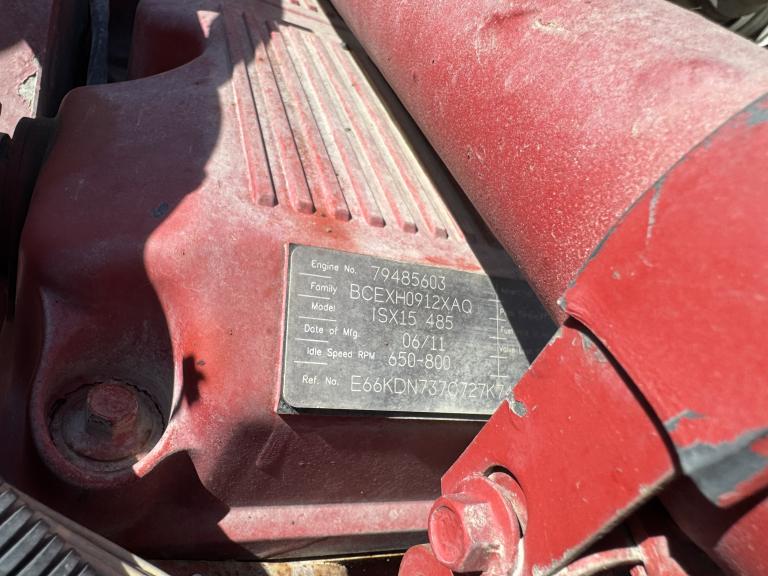 Engine No. 79485603
Family BCEXH0912XAQ
Model ISX15 485
Date of Mfg. 06/11
Idle Speed RPM 650-800
Ref. No.